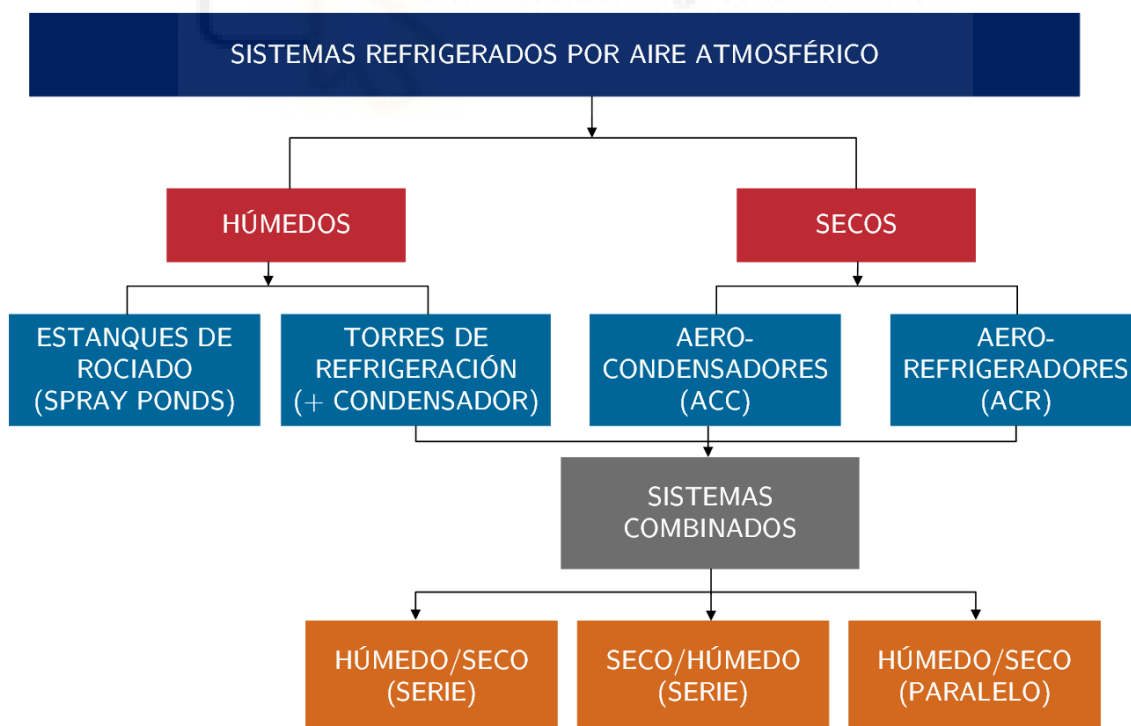 SISTEMAS REFRIGERADOS POR AIRE ATMOSFÉRICO
HÚMEDOS
SECOS
ESTANQUES DE
ROCIADO
(SPRAY PONDS)
TORRES DE
REFRIGERACIÓN
(+ CONDENSADOR)
AERO-
CONDENSADORES
(ACC)
AERO-
REFRIGERADORES
(ACR)
SISTEMAS
COMBINADOS
HÚMEDO/SECO
(SERIE)
SECO/HÚMEDO
(SERIE)
HÚMEDO/SECO
(PARALELO)